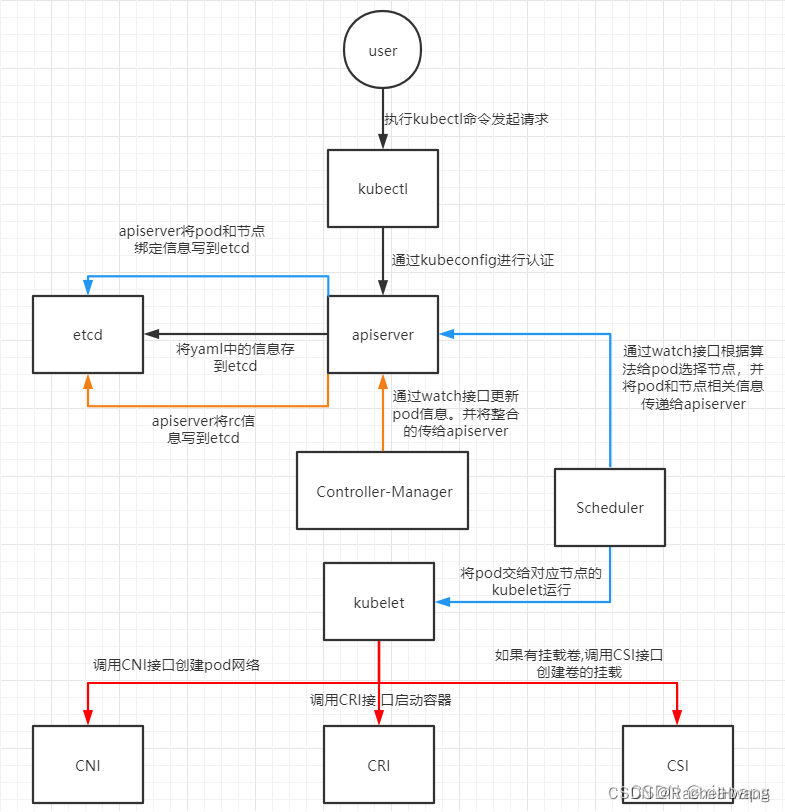 user
执行kubectl命令发起请求
kubectl
apiserver将pod和节点
绑定信息写到etcd
通过kubeconfig进行认证
etcd
apiserver
将yaml中的信息存
到etcd
通过watch接口根据算
法给pod选择节点，并
将pod和节点相关信息
传递给apiserver
apiserver将rc信
息写到etcd
通过watch接口更新
pod信息。并将整合
的传给apiserver
Controller-Manager
Scheduler
kubelet
将pod交给对应节点的
kubelet运行
调用CNI接口创建pod网络
如果有挂载卷,调用CSI接口
创建卷的挂载
调用CRI接口启动容器
CNI
CRI
CSI
CSDN